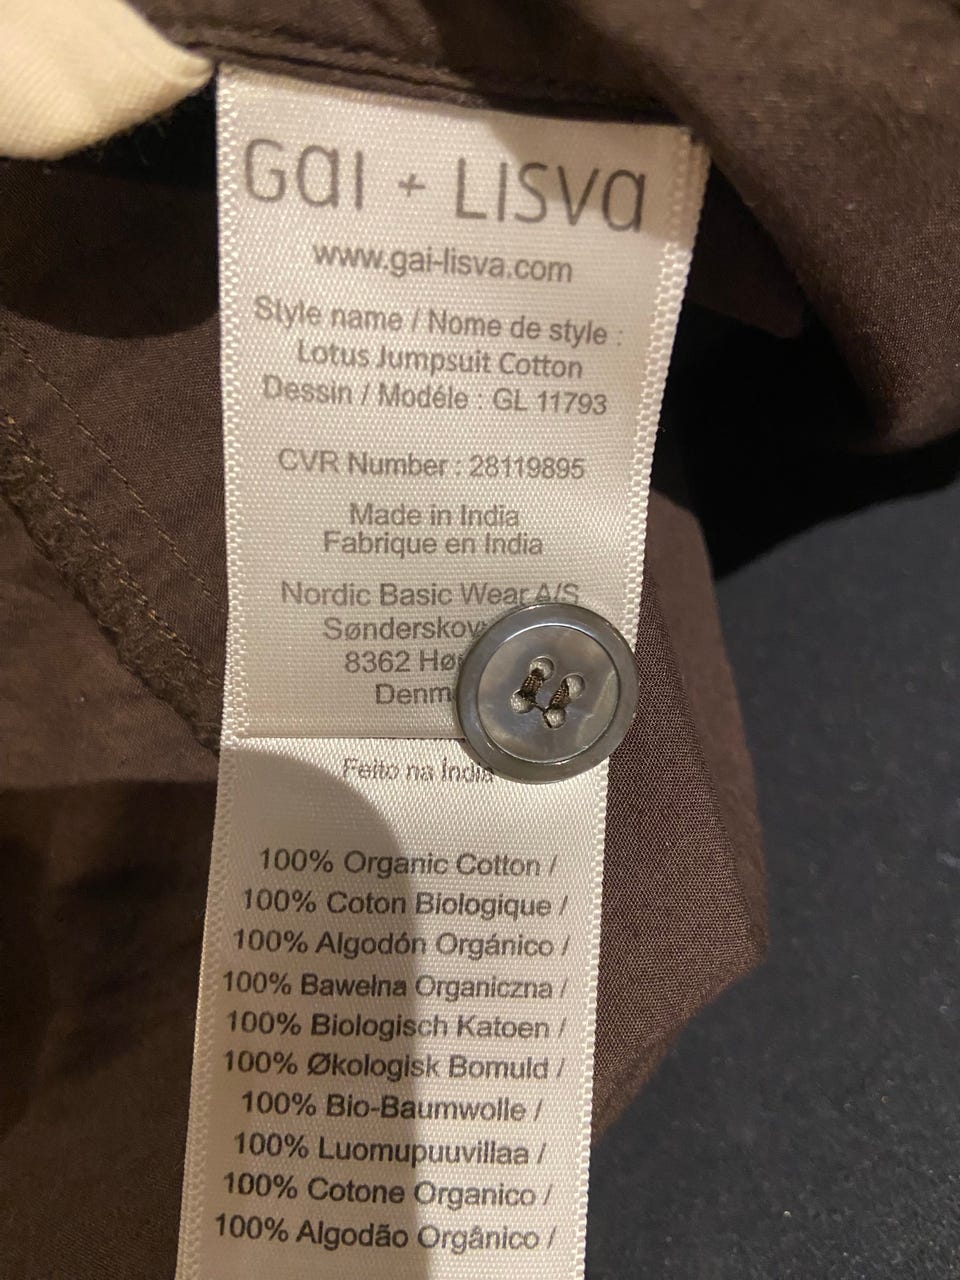 Gai + Lisva
www.gai-lisva.com
Style name / Nome de style :
Lotus Jumpsuit Cotton
Dessin / Modéle : GL 11793
CVR Number : 28119895
Made in India
Fabrique en India
Nordic Basic Wear A/S
8362
Feito na India
100% Organic Cotton /
100% Coton Biologique /
100% Algodón Orgánico /
100% Bawełna Organiczna /
100% Biologisch Katoen /
100% Økologisk Bomuld /
100% Bio-Baumwolle /
100% Luomupuuvillaa /
100% Cotone Organico /
100% Algodão Orgânico /